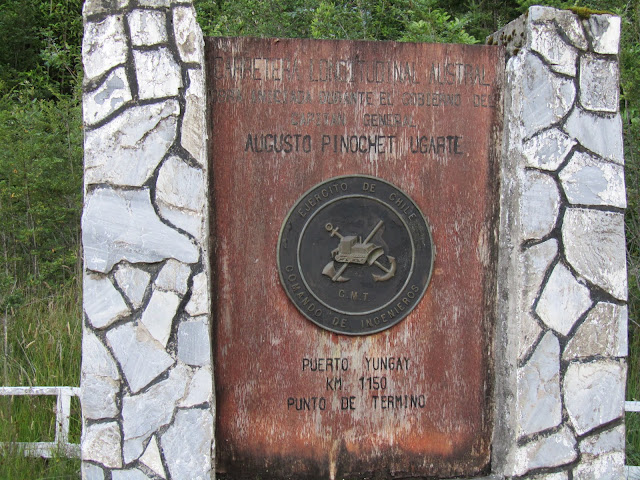 CARRETERA LONGITUDINAL AUSTRAL
OBRA INICIADA DURANTE EL GOBIERNO DEL
CAPITAN GENERAL
AUGUSTO PINOCHET UGARTE
EJERCITO DE CHILE
C.M.T.
COMANDO DE INGENIEROS
PUERTO YUNGAY
KM. 1150
PUNTO DE TERMINO